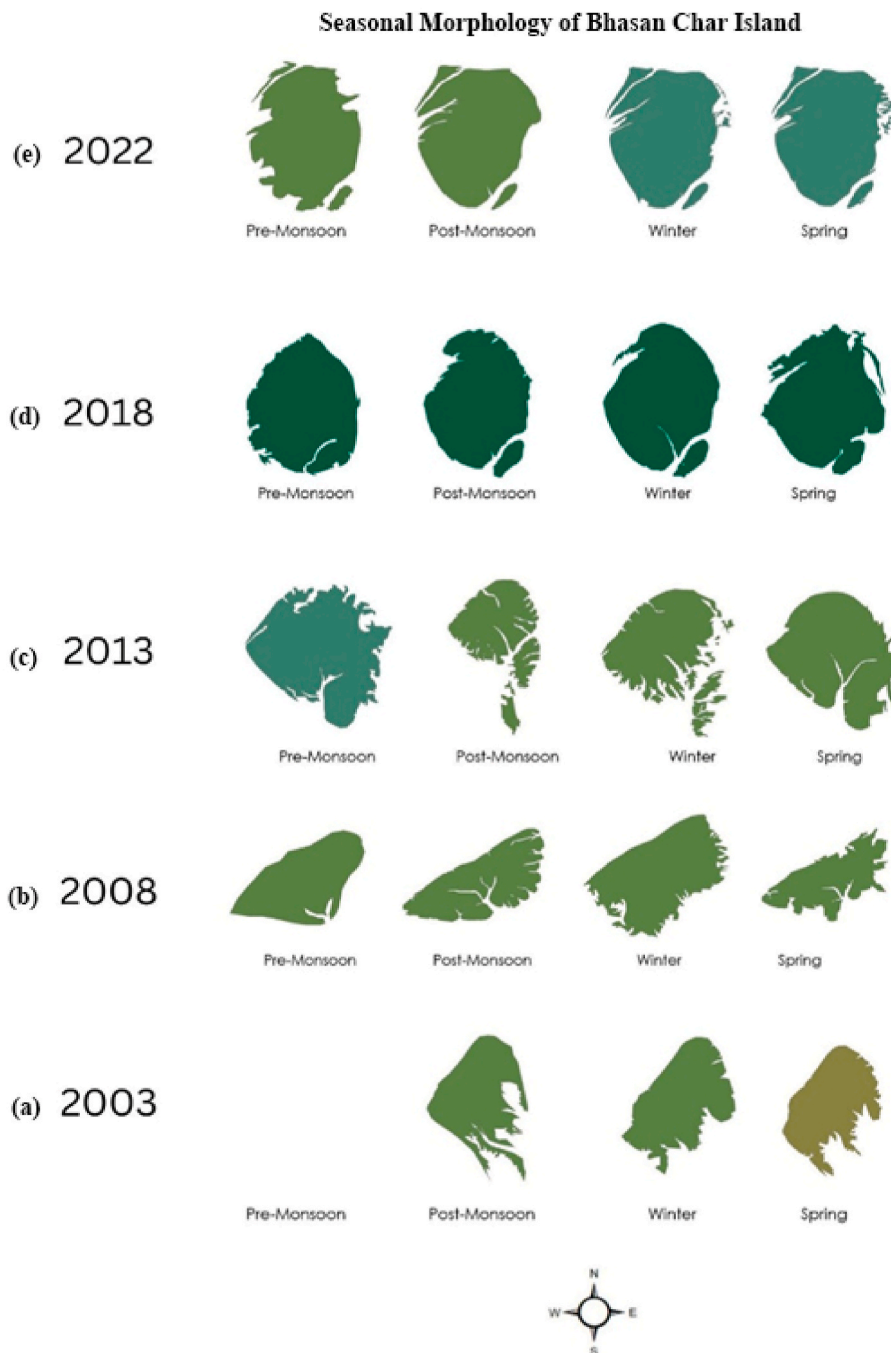 Seasonal Morphology of Bhasan Char Island
(e) 2022
Pre-Monsoon Post-Monsoon Winter Spring
(d) 2018
Pre-Monsoon Post-Monsoon Winter Spring
(c) 2013
Pre-Monsoon Post-Monsoon Winter Spring
(b) 2008
Pre-Monsoon Post-Monsoon Winter Spring
(a) 2003
Pre-Monsoon Post-Monsoon Winter Spring
N
W E
S